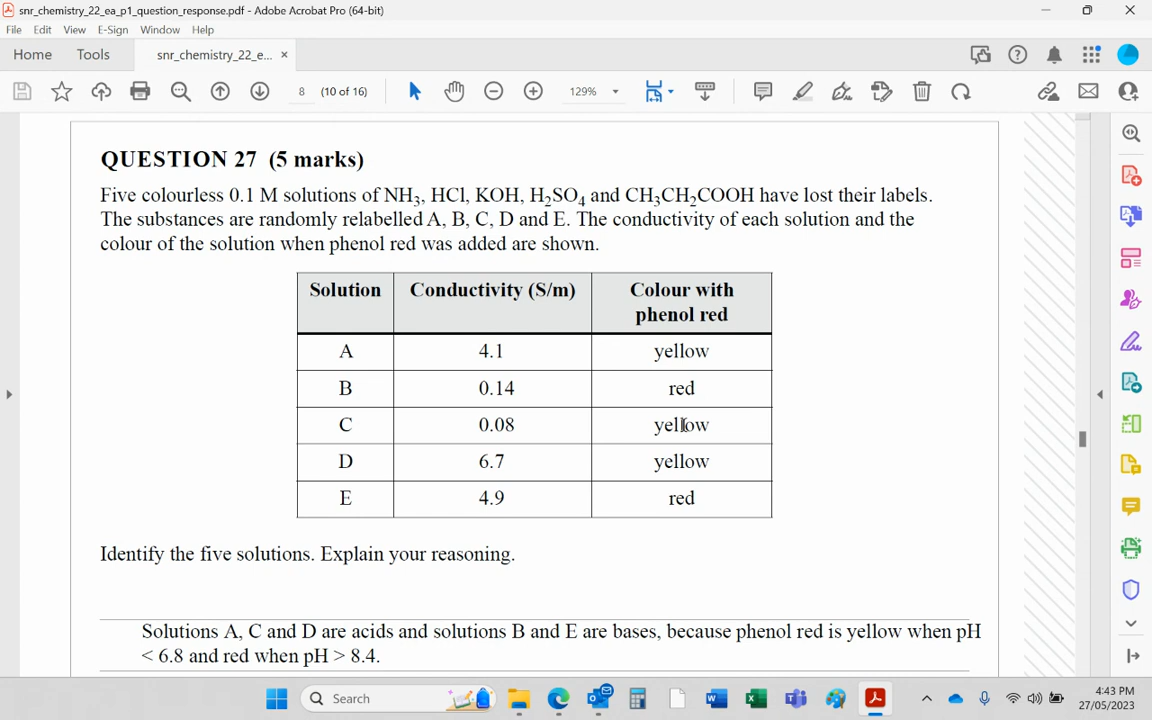 snr_chemistry_22_ea_p1_question_response.pdf - Adobe Acrobat Pro (64-bit)
File Edit View E-Sign Window Help
Home Tools snr_chemistry_22_e... ×
8 (10 of 16) 129%
QUESTION 27 (5 marks)
Five colourless 0.1 M solutions of NH₃, HCl, KOH, H₂SO₄ and CH₃CH₂COOH have lost their labels.
The substances are randomly relabelled A, B, C, D and E. The conductivity of each solution and the
colour of the solution when phenol red was added are shown.
Solution Conductivity (S/m) Colour with
phenol red
A 4.1 yellow
B 0.14 red
C 0.08 yellow
D 6.7 yellow
E 4.9 red
Identify the five solutions. Explain your reasoning.
Solutions A, C and D are acids and solutions B and E are bases, because phenol red is yellow when pH
< 6.8 and red when pH > 8.4.
Search
4:43 PM
27/05/2023